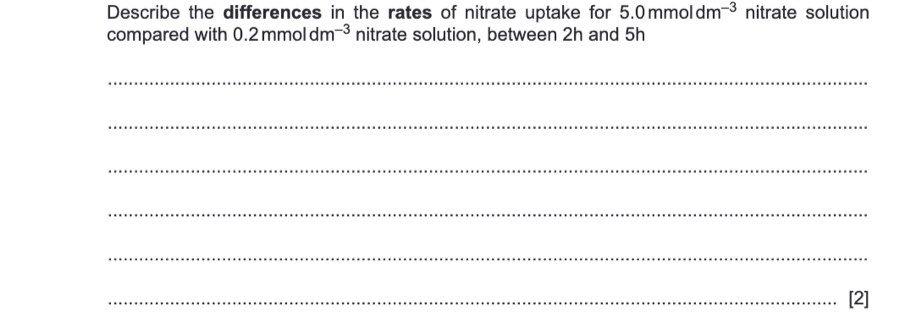 Describe the differences in the rates of nitrate uptake for 5.0 mmol dm⁻³ nitrate solution
compared with 0.2 mmol dm⁻³ nitrate solution, between 2h and 5h
[2]